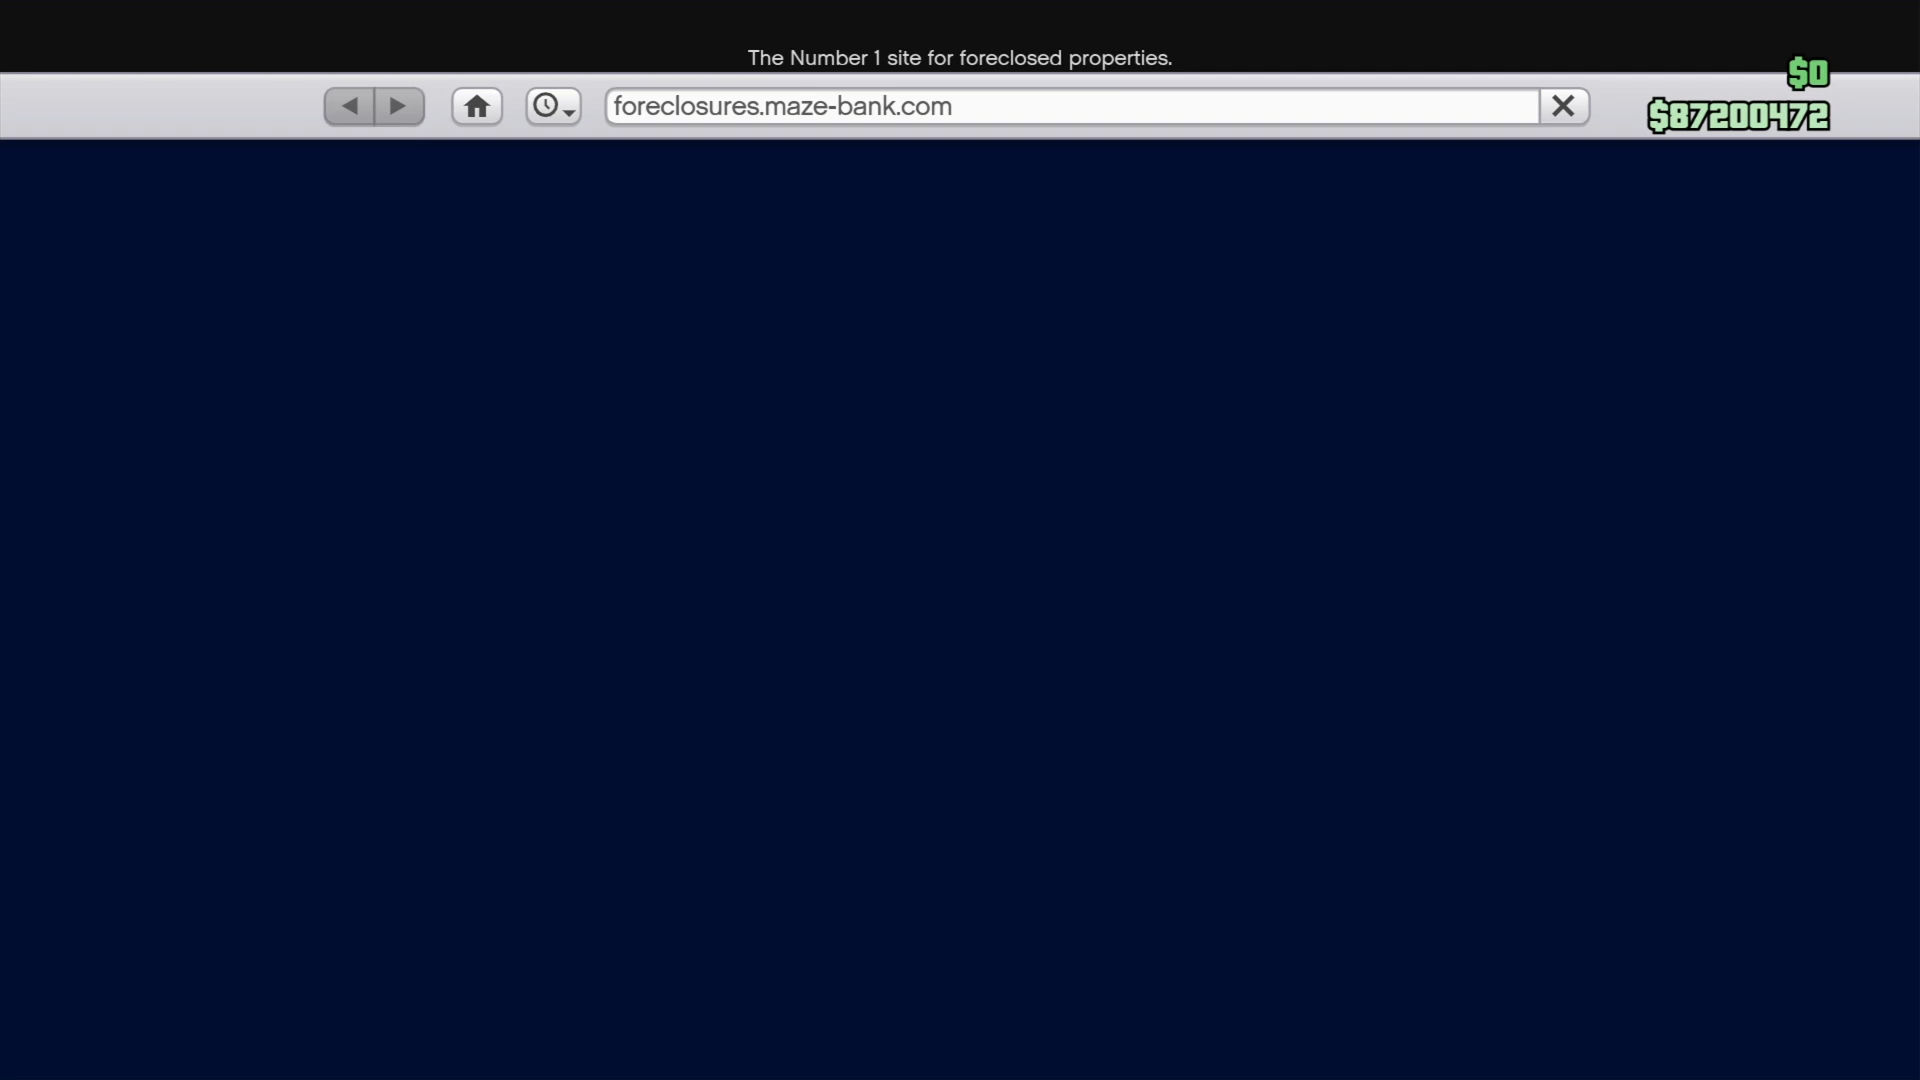 The Number 1 site for foreclosed properties.
$0
foreclosures.maze-bank.com
$87200472